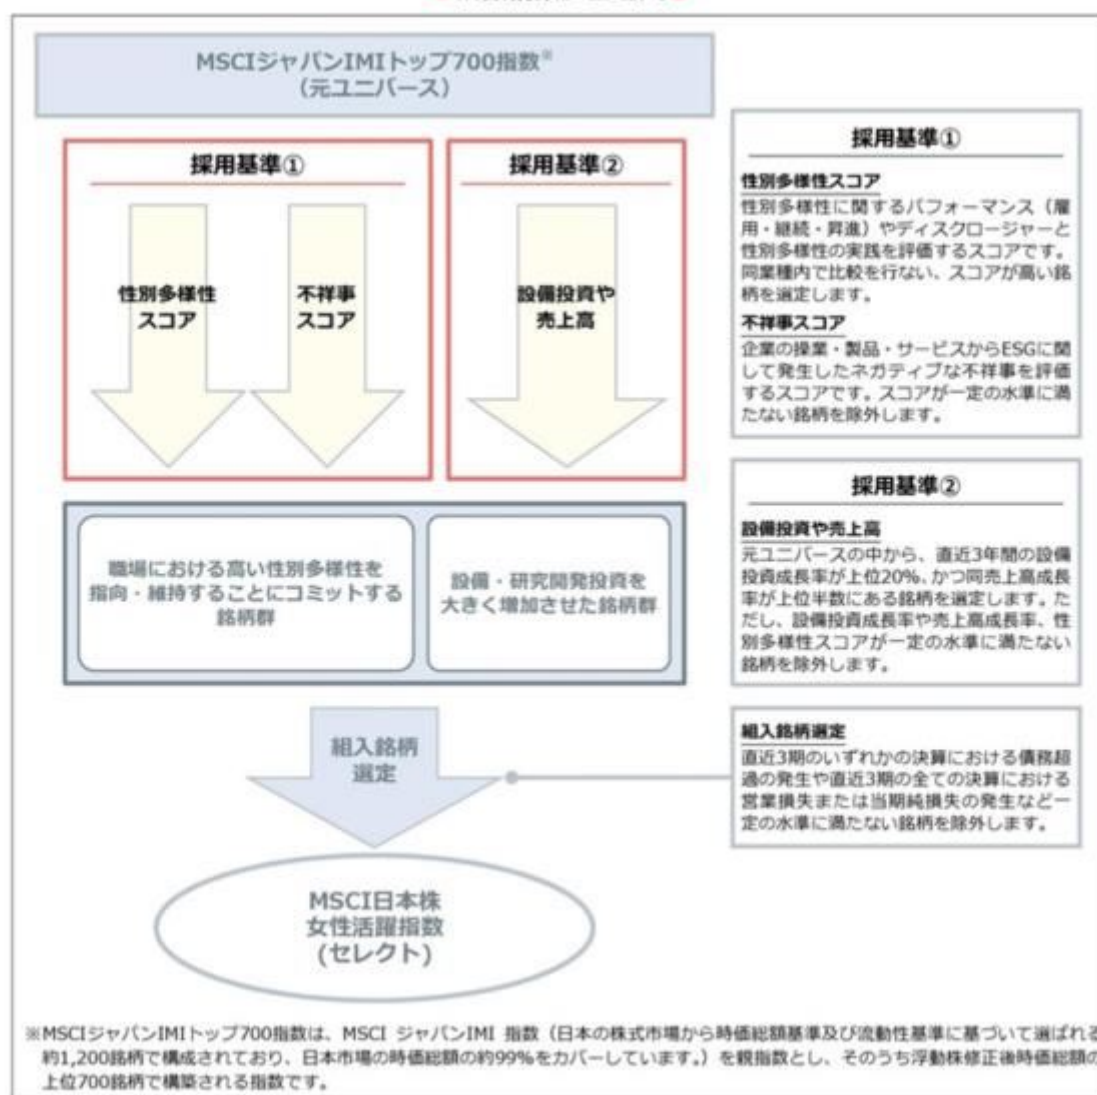 MSCIジャパンIMIトップ700指数※
(元ユニバース)
採用基準①
採用基準②
性別多様性
スコア
不祥事
スコア
設備投資や
売上高
職場における高い性別多様性を
指向・維持することにコミットする
銘柄群
設備・研究開発投資を
大きく増加させた銘柄群
組入銘柄
選定
MSCI日本株
女性活躍指数
(セレクト)
採用基準①
性別多様性スコア
性別多様性に関するパフォーマンス（雇
用・継続・昇進）やディスクロージャーと
性別多様性の実践を評価するスコアです。
同業種内で比較を行ない、スコアが高い銘
柄を選定します。
不祥事スコア
企業の操業・製品・サービスからESGに関
して発生したネガティブな不祥事を評価
するスコアです。スコアが一定の水準に満
たない銘柄を除外します。
採用基準②
設備投資や売上高
元ユニバースの中から、直近3年間の設備
投資成長率が上位20%、かつ同売上高成長
率が上位半数にある銘柄を選定します。た
だし、設備投資成長率や売上高成長率、性
別多様性スコアが一定の水準に満たない
銘柄を除外します。
組入銘柄選定
直近3期のいずれかの決算における債務超
過の発生や直近3期の全ての決算における
営業損失または当期純損失の発生など一
定の水準に満たない銘柄を除外します。
※MSCIジャパンIMIトップ700指数は、MSCI ジャパンIMI 指数（日本の株式市場から時価総額基準及び流動性基準に基づいて選ばれる
約1,200銘柄で構成されており、日本市場の時価総額の約99%をカバーしています。）を親指数とし、そのうち浮動株修正後時価総額の
上位700銘柄で構築される指数です。